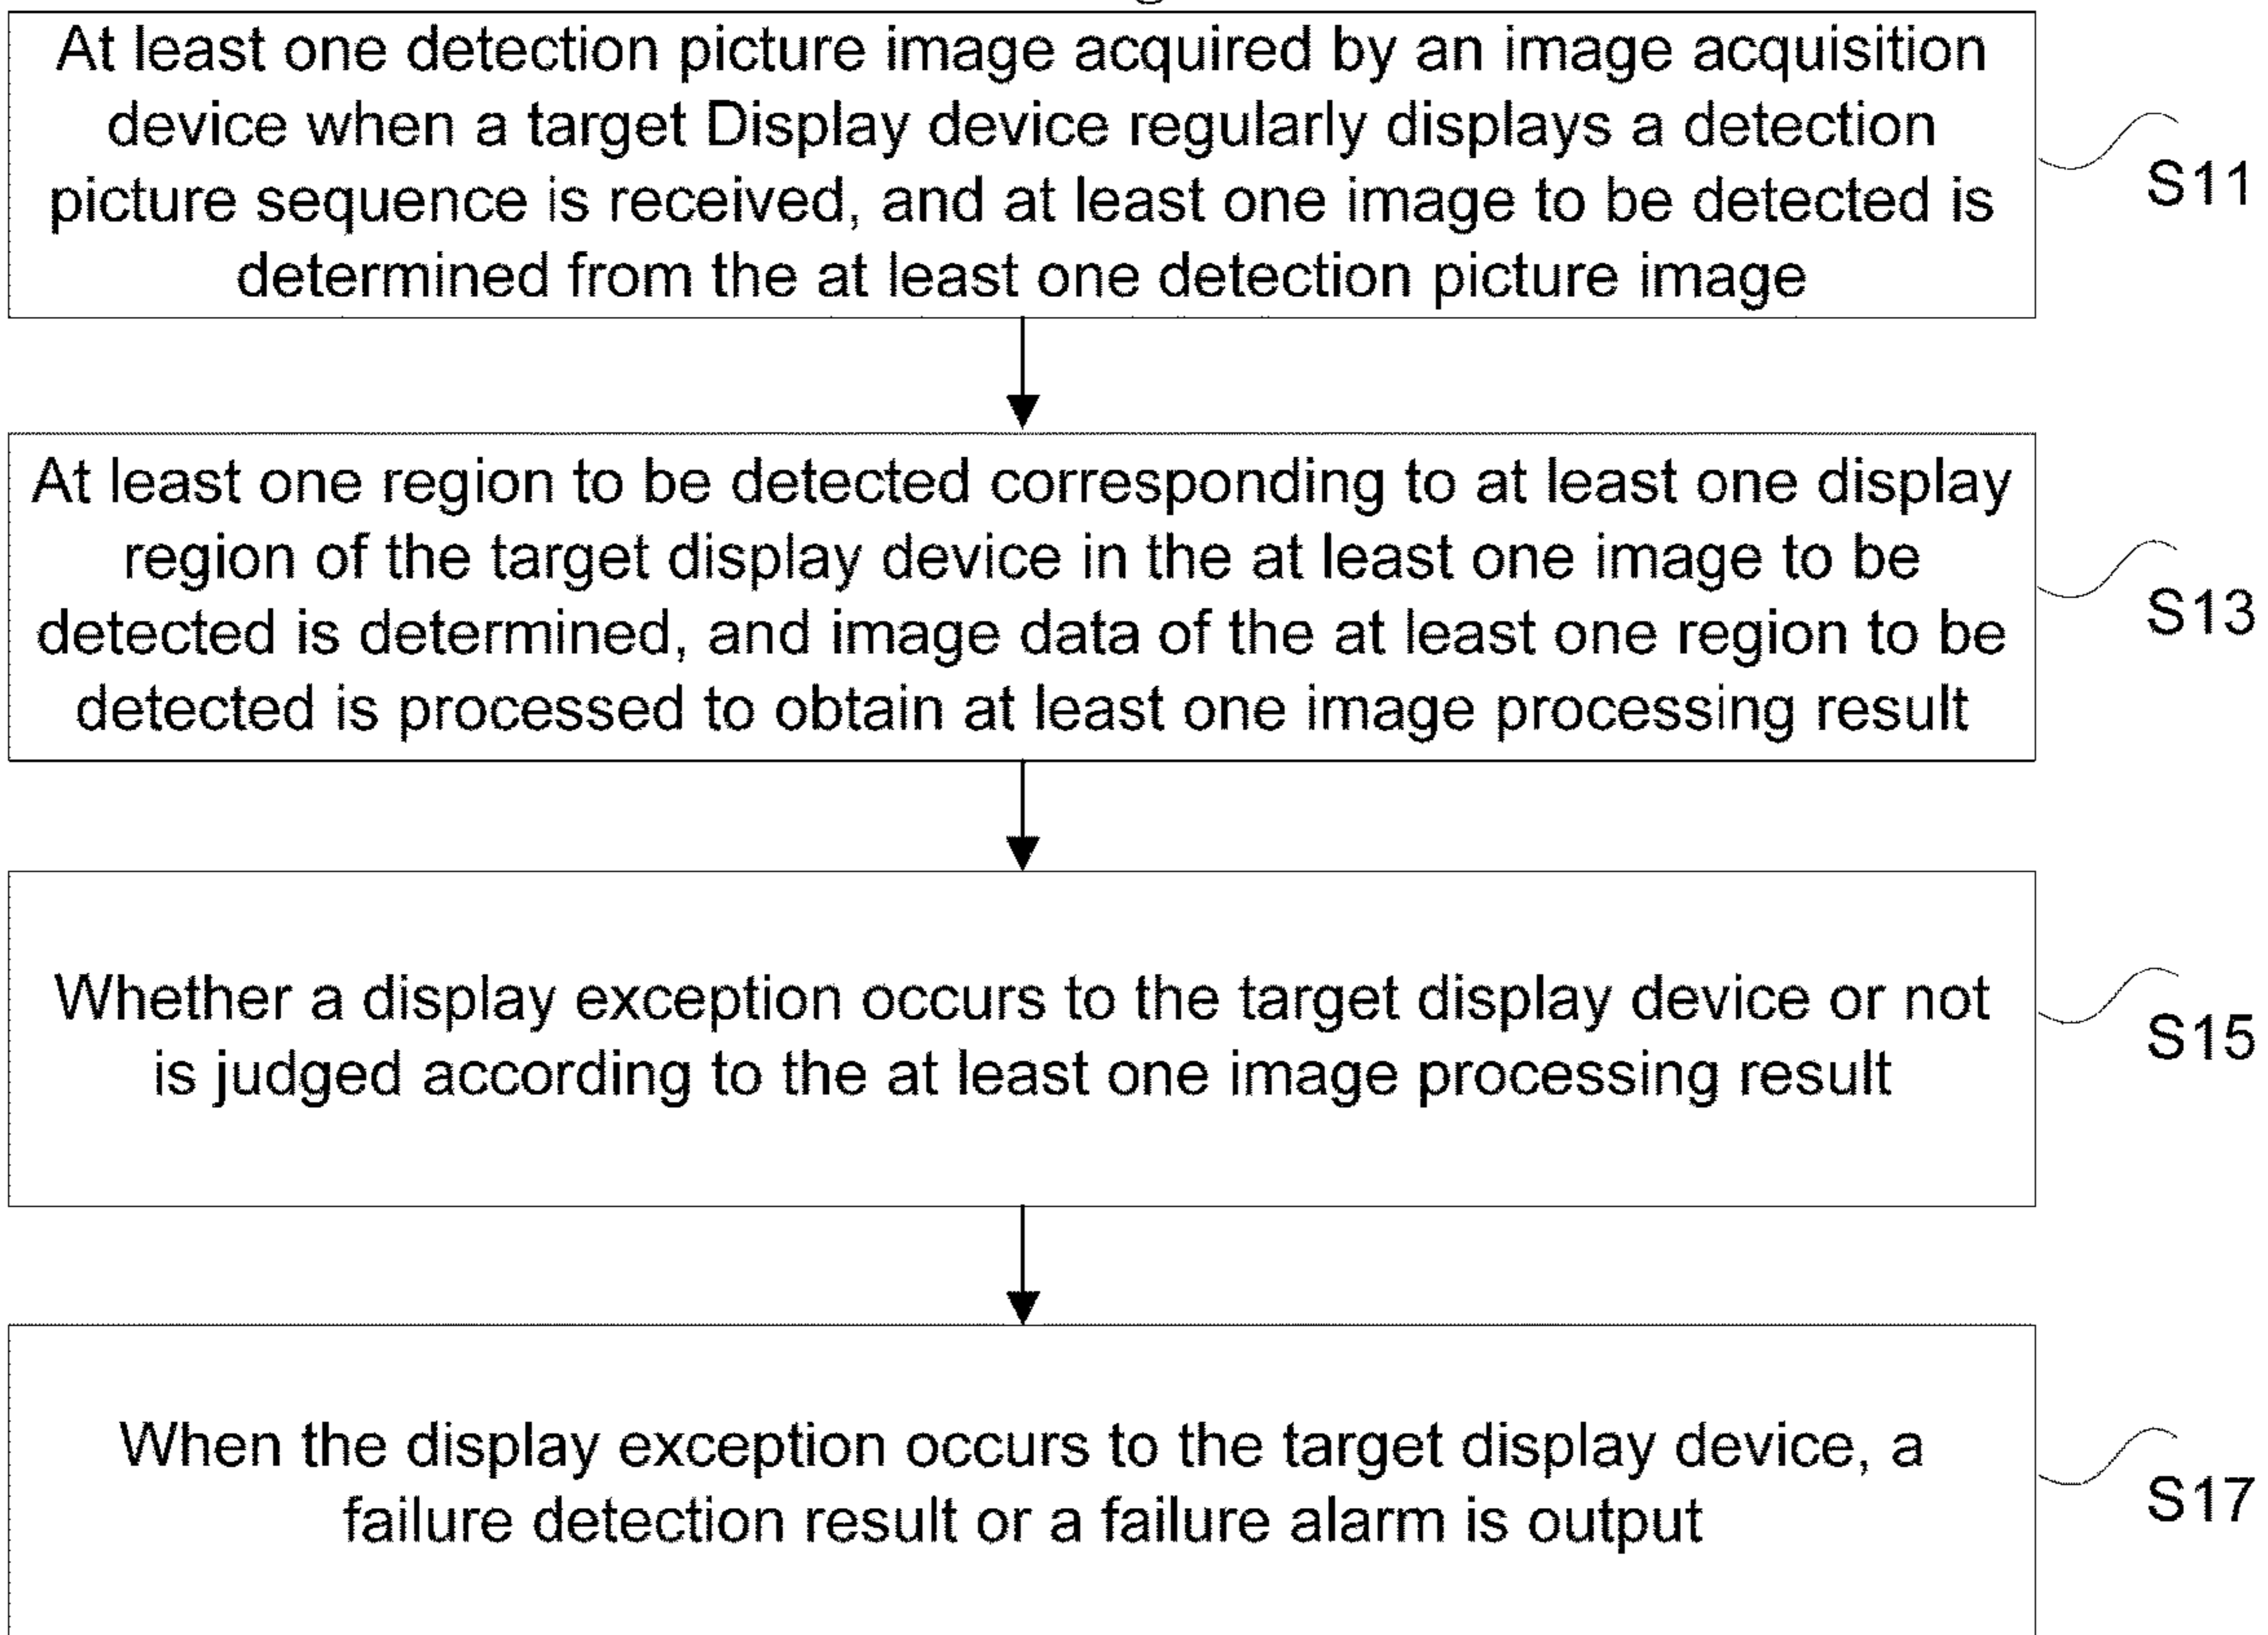 At least one detection picture image acquired by an image acquisition
device when a target Display device regularly displays a detection
picture sequence is received, and at least one image to be detected is
determined from the at least one detection picture image
S11
At least one region to be detected corresponding to at least one display
region of the target display device in the at least one image to be
detected is determined, and image data of the at least one region to be
detected is processed to obtain at least one image processing result
S13
Whether a display exception occurs to the target display device or not
is judged according to the at least one image processing result
S15
When the display exception occurs to the target display device, a
failure detection result or a failure alarm is output
S17